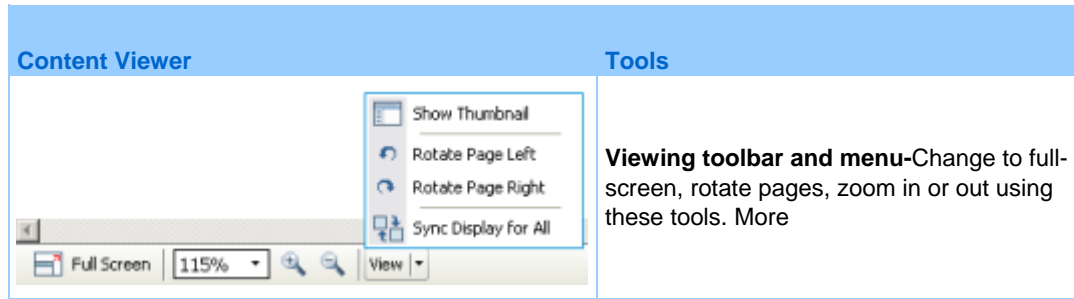 Content Viewer
Tools
Show Thumbnail
Rotate Page Left
Rotate Page Right
Sync Display for All
Full Screen
115%
View
Viewing toolbar and menu-Change to full-
screen, rotate pages, zoom in or out using
these tools. More